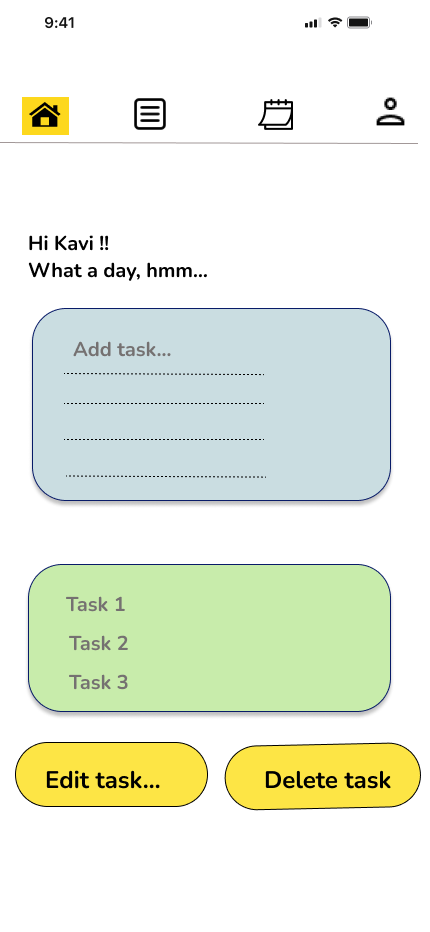 9:41
Hi Kavi !!
What a day, hmm...
Add task...
Task 1
Task 2
Task 3
Edit task...
Delete task